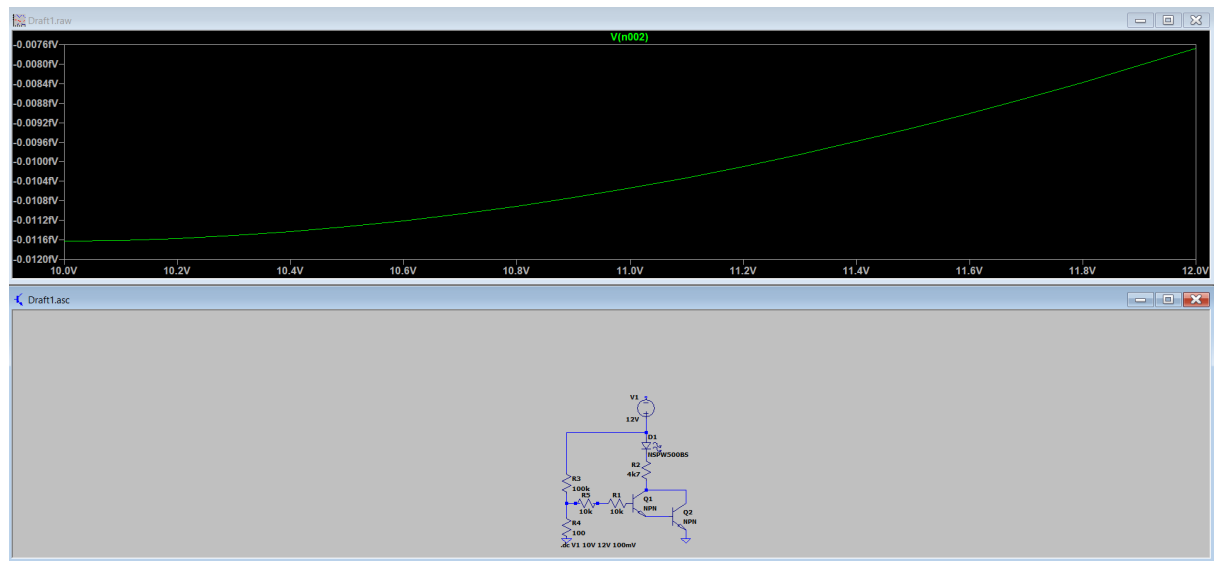 Draft1.raw
V(n002)
-0.0076fV
-0.0080fV
-0.0084fV
-0.0088fV
-0.0092fV
-0.0096fV
-0.0100fV
-0.0104fV
-0.0108fV
-0.0112fV
-0.0116fV
-0.0120fV
10.0V 10.2V 10.4V 10.6V 10.8V 11.0V 11.2V 11.4V 11.6V 11.8V 12.0V
Draft1.asc
V1
12V
D1
NSPW500BS
R2
4k7
R3
100k
R5
10k
R1
10k
Q1
NPN
Q2
NPN
R4
100
.dc V1 10V 12V 100mV